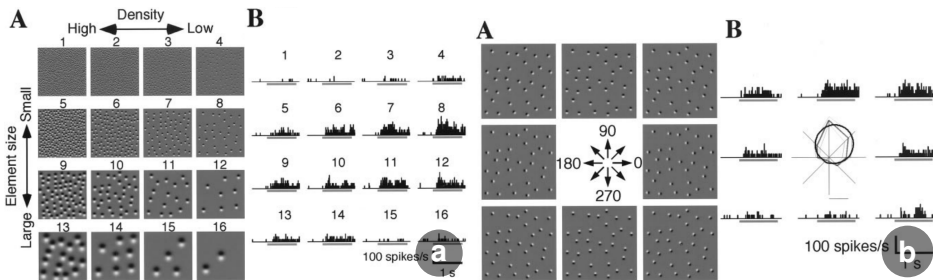 A
Density
High
Low
1 2 3 4
5 6 7 8
9 10 11 12
13 14 15 16
Element size
Small
Large
B
1 2 3 4
5 6 7 8
9 10 11 12
13 14 15 16
100 spikes/s
1 s
a
A
90
180 0
270
B
100 spikes/s
1 s
b